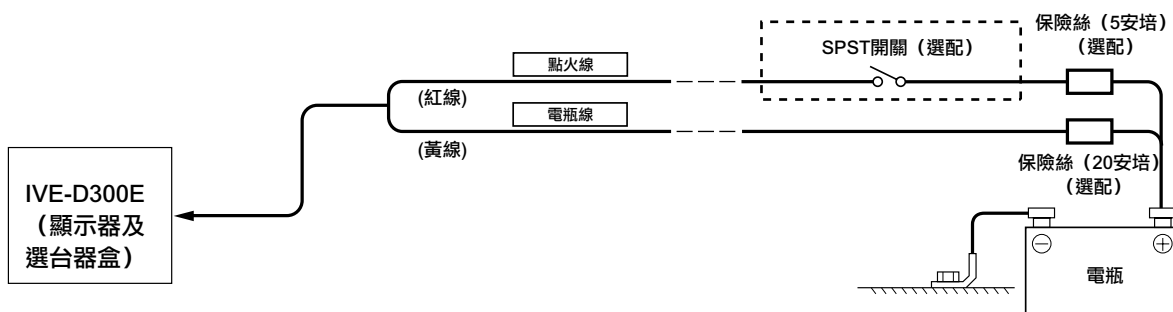 保險絲（5安培）
（選配）
SPST開關（選配）
點火線
(紅線)
電瓶線
(黃線)
保險絲（20安培）
（選配）
IVE-D300E
（顯示器及
選台器盒）
電瓶